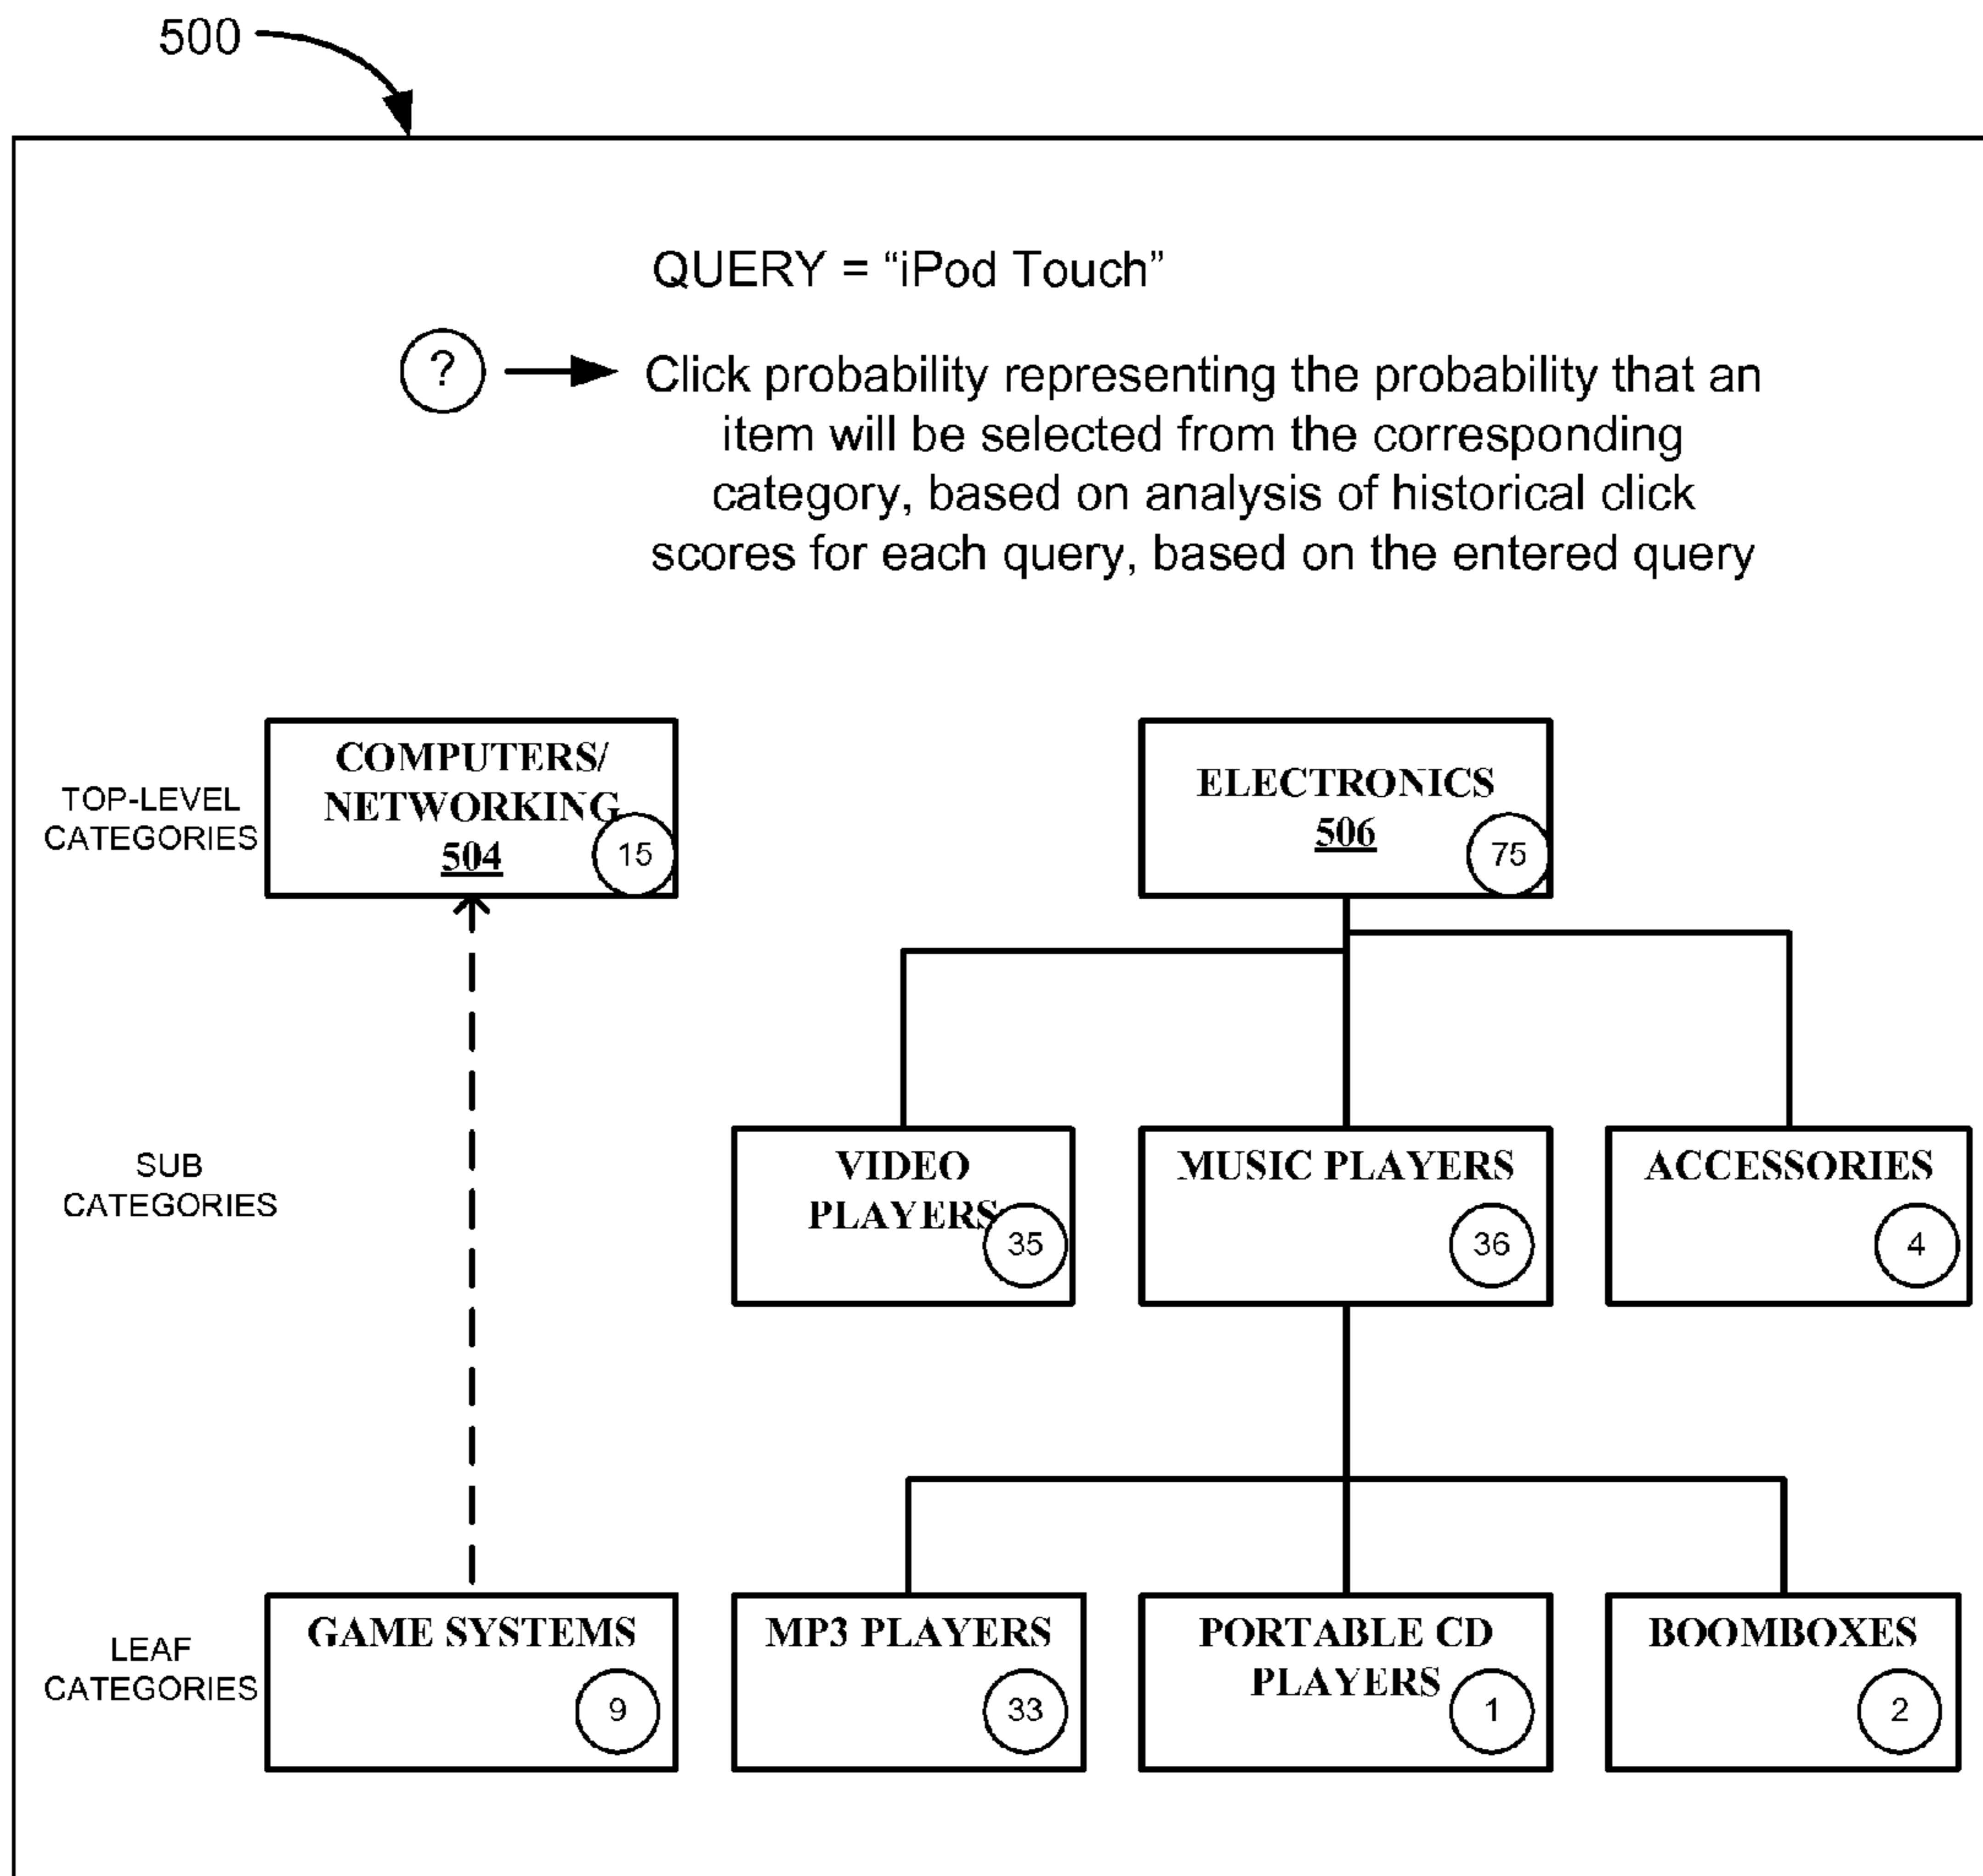 500
QUERY = “iPod Touch”
?
Click probability representing the probability that an
item will be selected from the corresponding
category, based on analysis of historical click
scores for each query, based on the entered query
TOP-LEVEL
CATEGORIES
COMPUTERS/
NETWORKING
504
15
ELECTRONICS
506
75
SUB
CATEGORIES
VIDEO
PLAYERS
35
MUSIC PLAYERS
36
ACCESSORIES
4
LEAF
CATEGORIES
GAME SYSTEMS
9
MP3 PLAYERS
33
PORTABLE CD
PLAYERS
1
BOOMBOXES
2